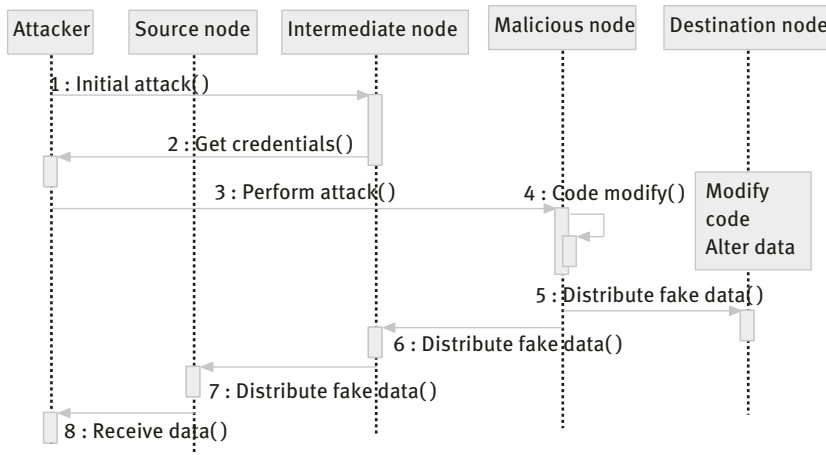 Attacker
Source node
Intermediate node
Malicious node
Destination node
1 : Initial attack()
2 : Get credentials()
3 : Perform attack()
4 : Code modify()
Modify
code
Alter data
5 : Distribute fake data()
6 : Distribute fake data()
7 : Distribute fake data()
8 : Receive data()